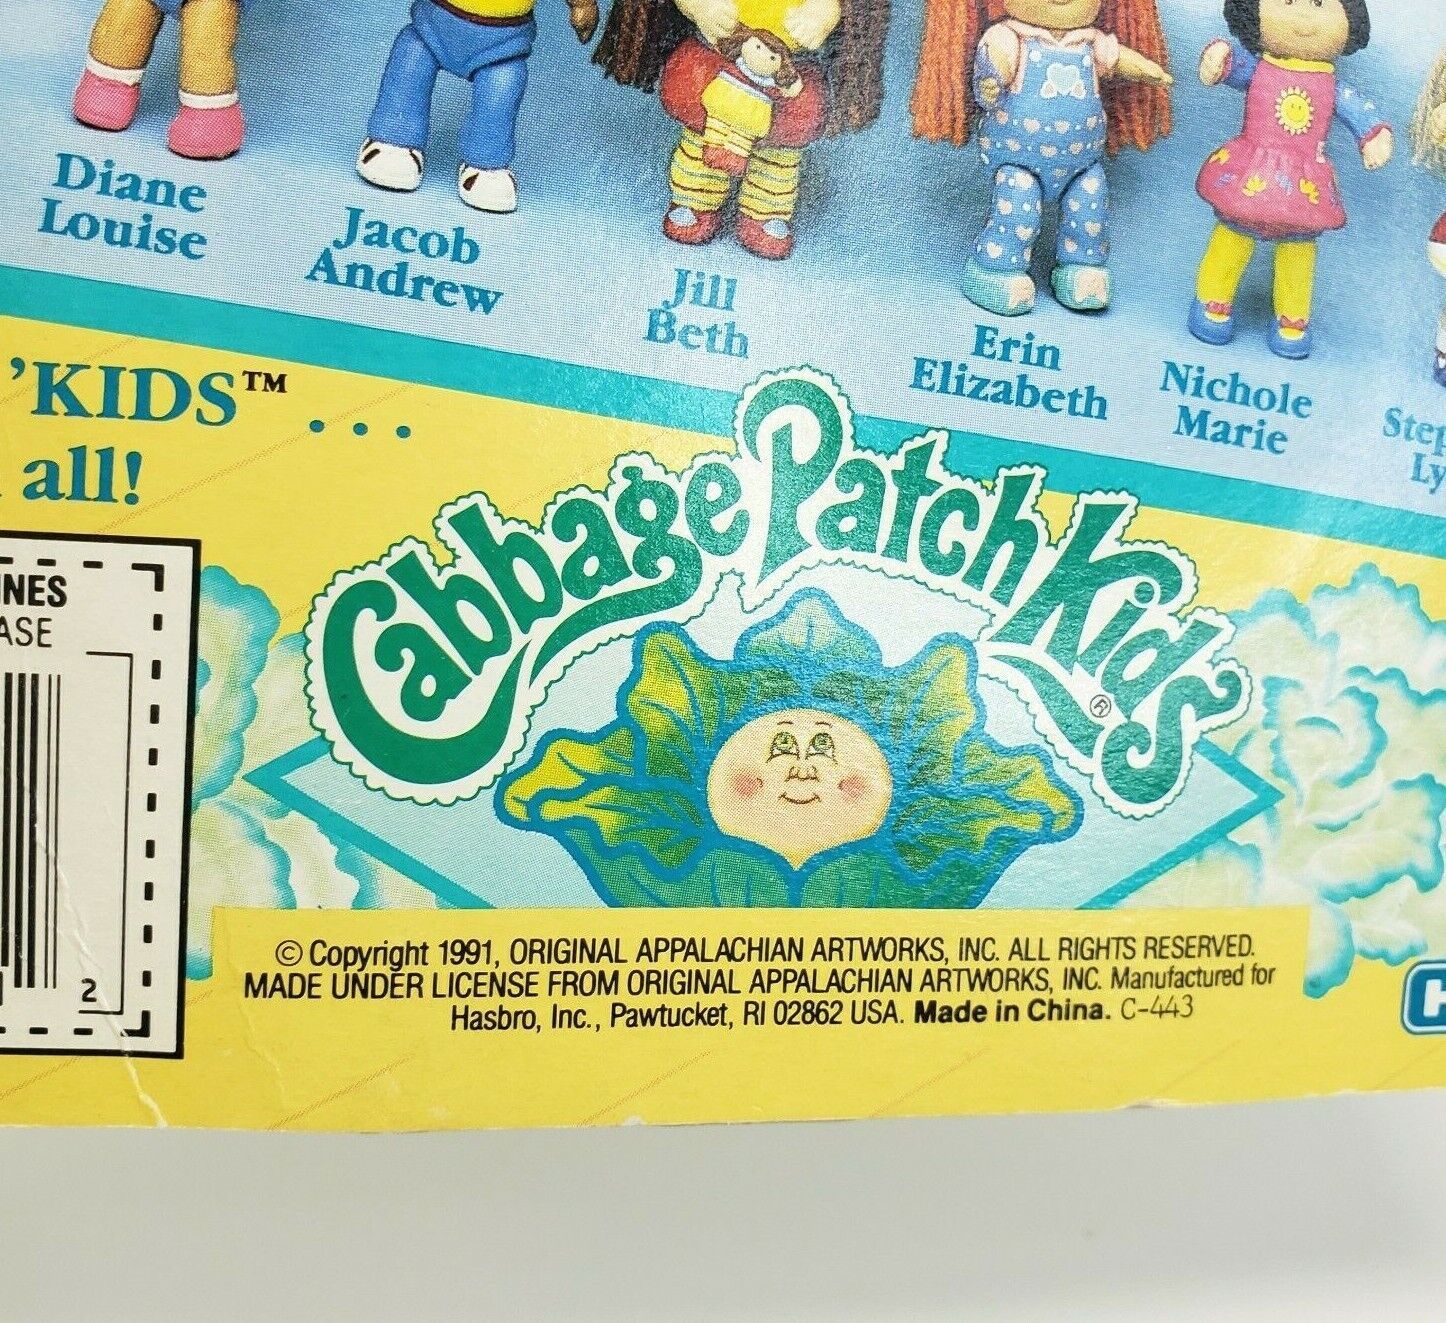 Diane
Louise
Jacob
Andrew
Jill
Beth
Erin
Elizabeth
Nichole
Marie
'KIDS™ ...
all!
Cabbage Patch Kids®
2
© Copyright 1991, ORIGINAL APPALACHIAN ARTWORKS, INC. ALL RIGHTS RESERVED.
MADE UNDER LICENSE FROM ORIGINAL APPALACHIAN ARTWORKS, INC. Manufactured for
Hasbro, Inc., Pawtucket, RI 02862 USA. Made in China. C-443